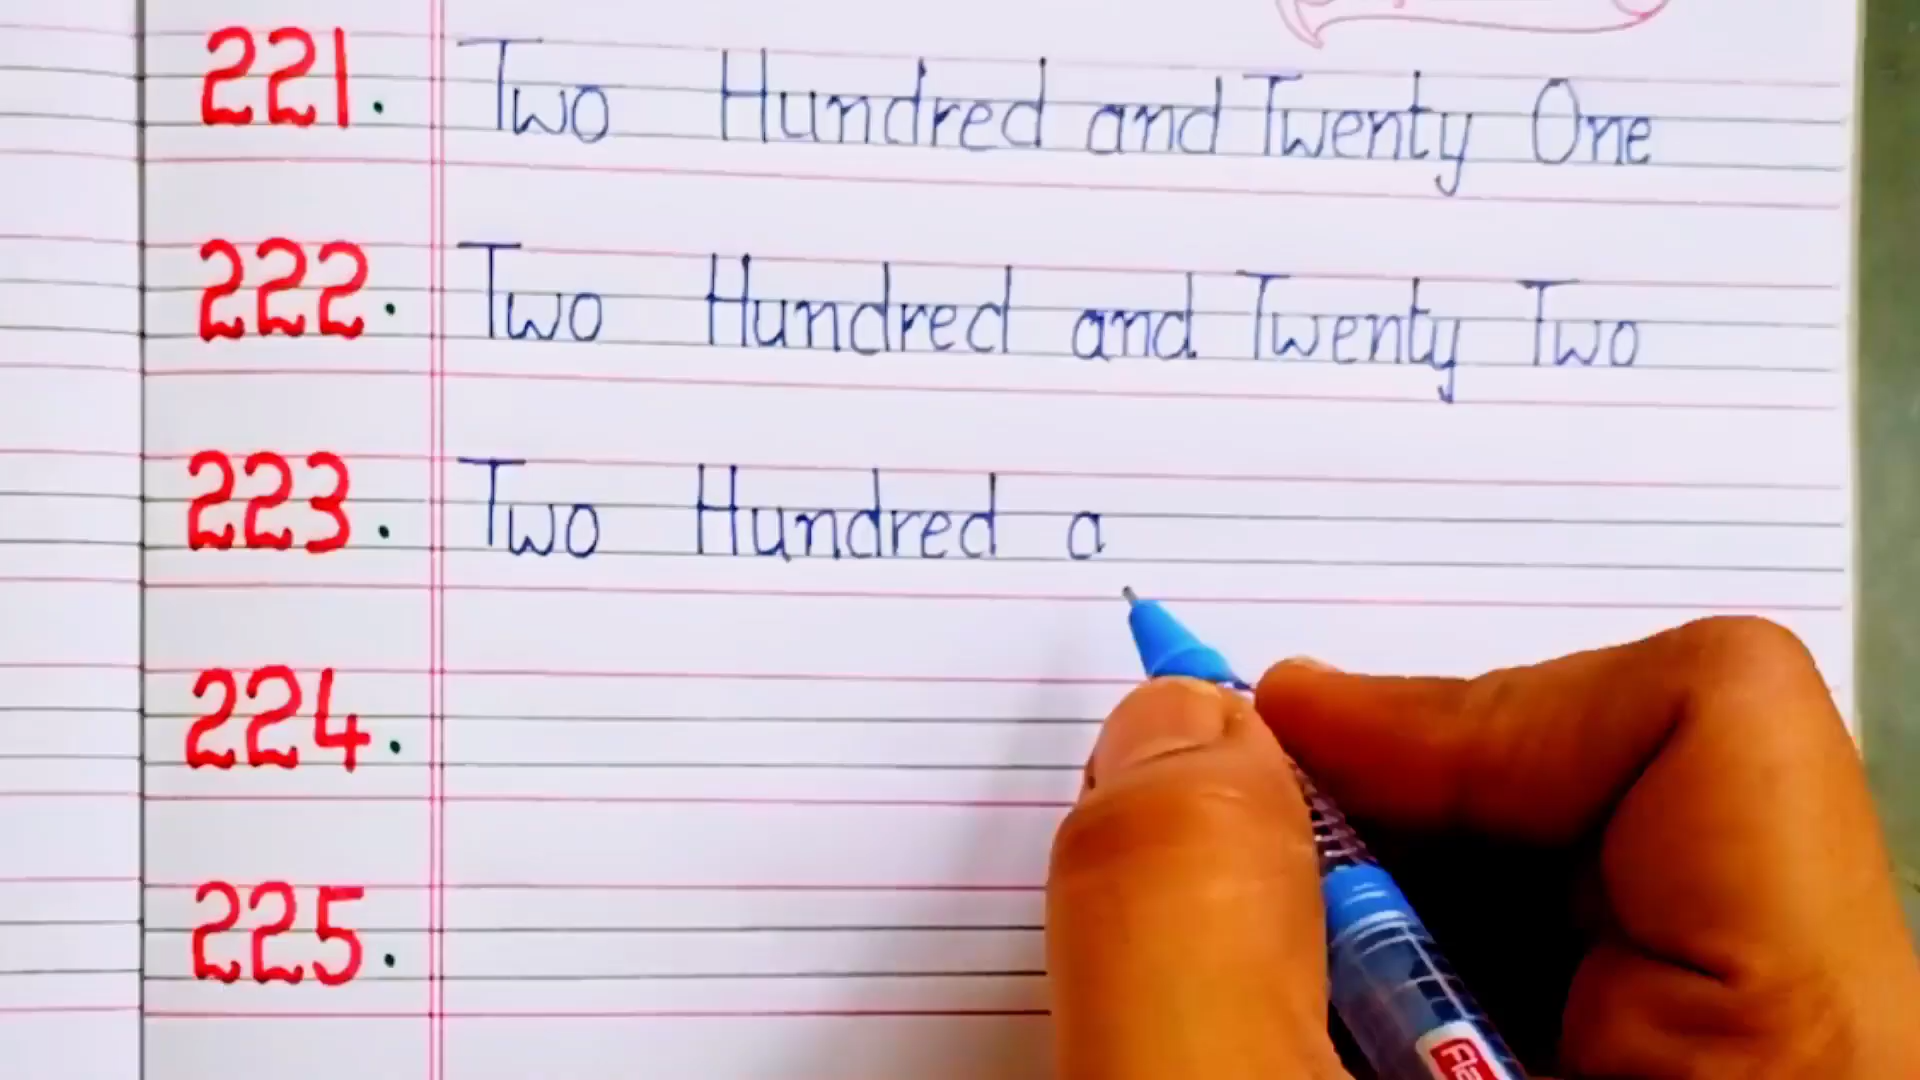 221. Two Hundred and Twenty One
222. Two Hundred and Twenty Two
223. Two Hundred a
224.
225.